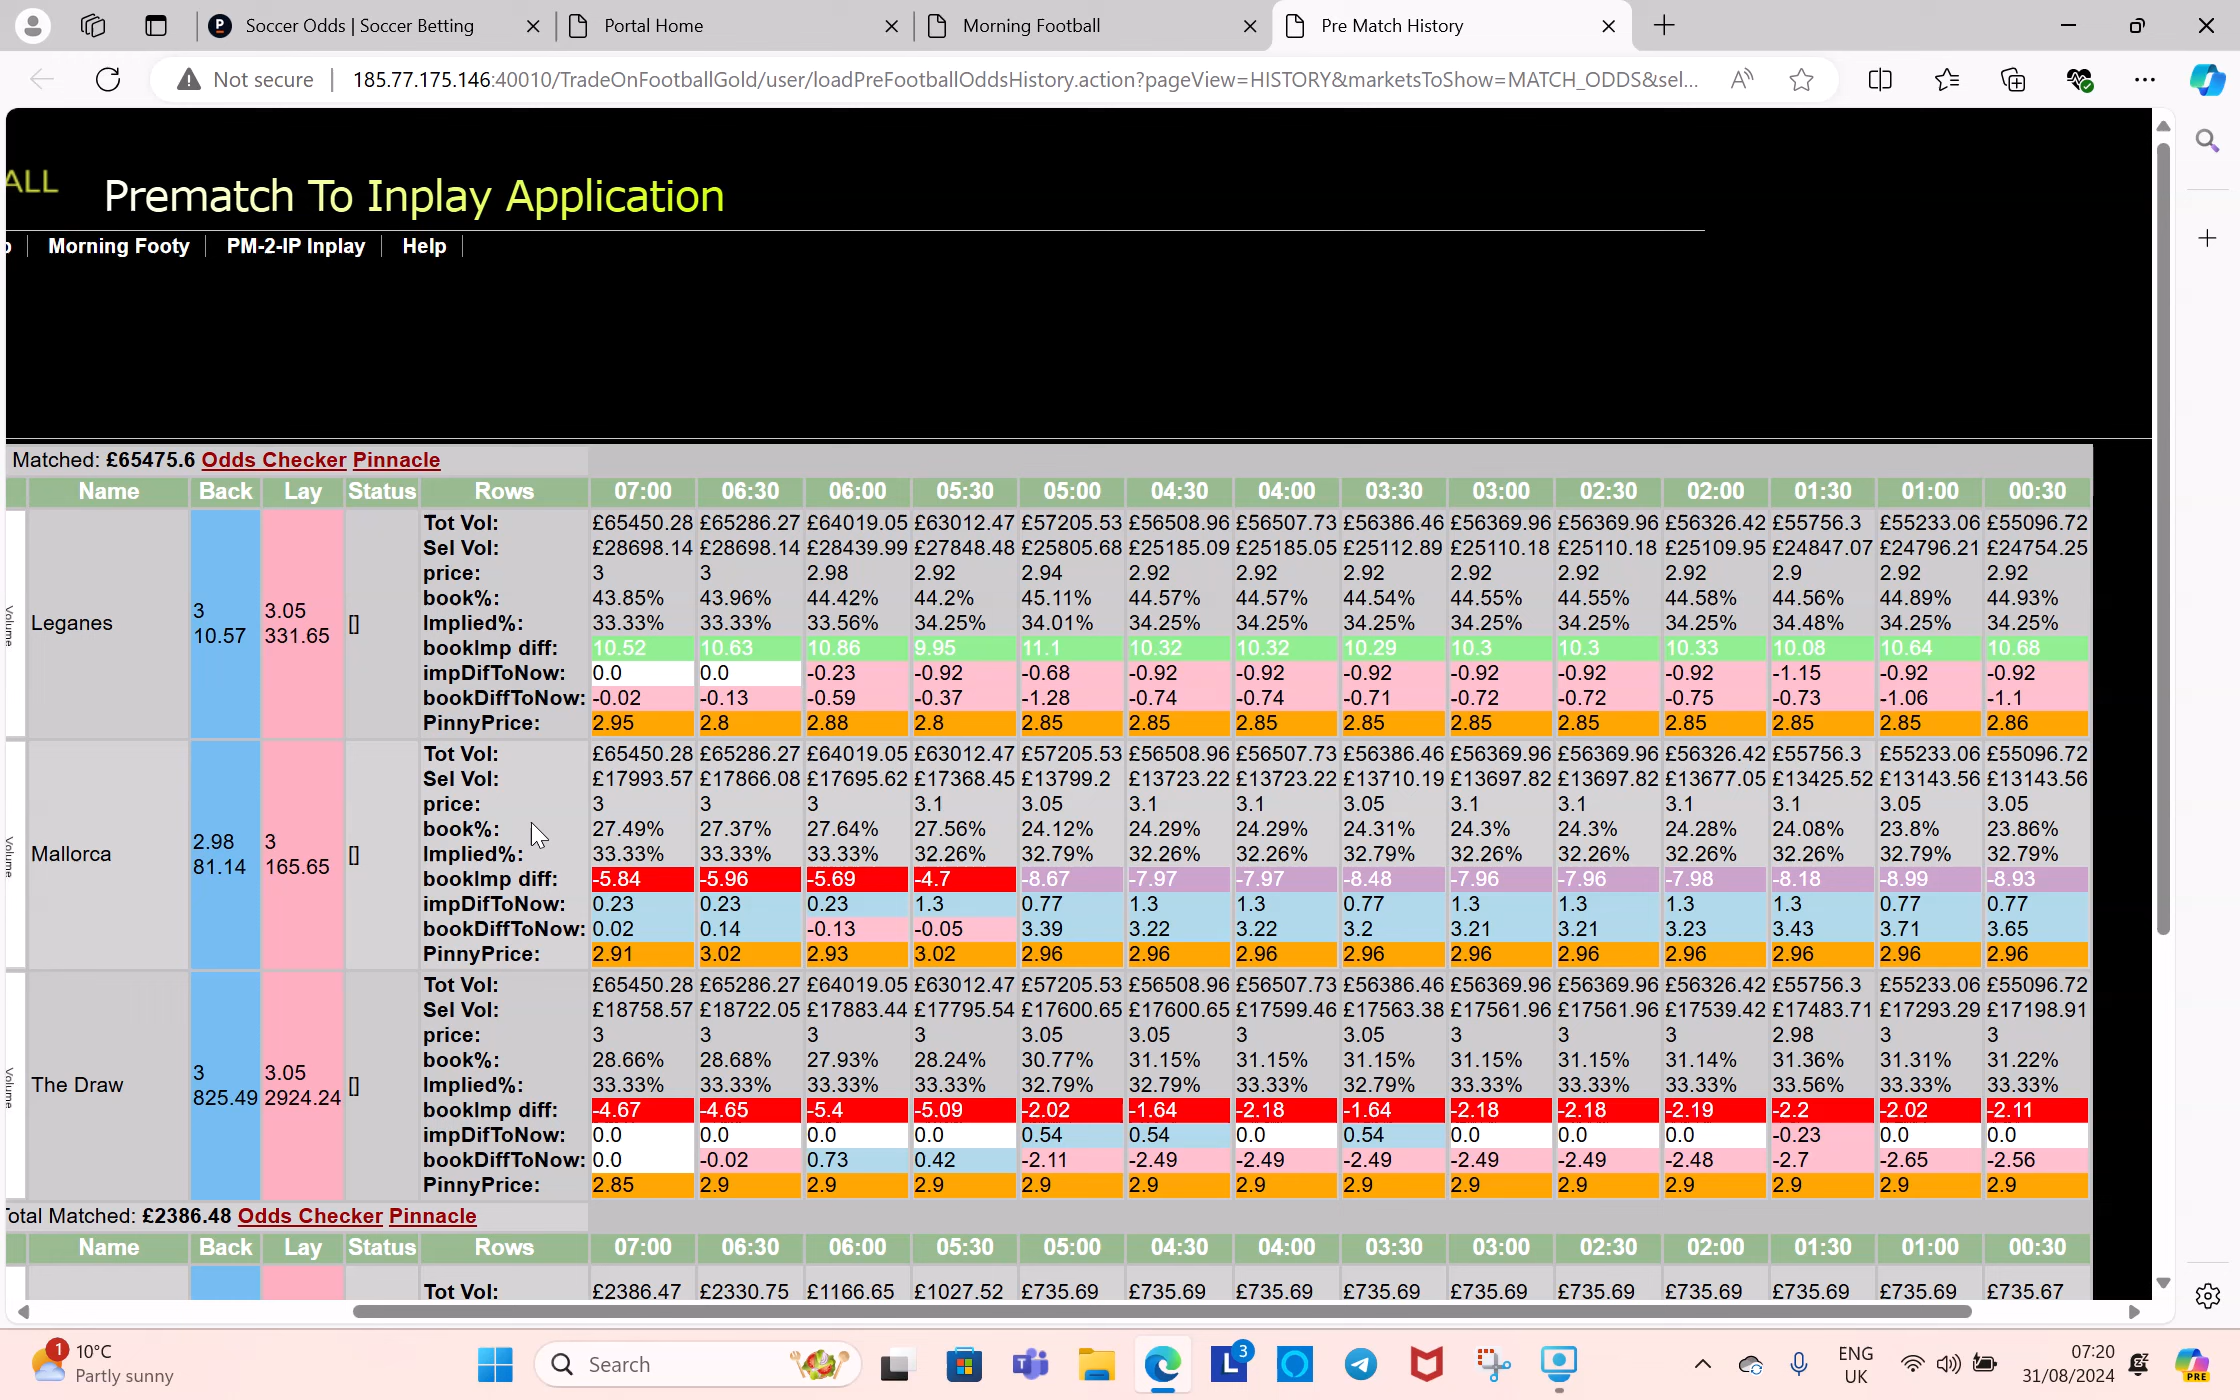 Soccer Odds | Soccer Betting
Portal Home
Morning Football
Pre Match History
Not secure
185.77.175.146:40010/TradeOnFootballGold/user/loadPreFootballOddsHistory.action?pageView=HISTORY&marketsToShow=MATCH_ODDS&sel...
ALL
Prematch To Inplay Application
Morning Footy
PM-2-IP Inplay
Help
Matched: £65475.6 Odds Checker Pinnacle
Name Back Lay Status Rows 07:00 06:30 06:00 05:30 05:00 04:30 04:00 03:30 03:00 02:30 02:00 01:30 01:00 00:30
Volume
Leganes
3
10.57
3.05
331.65
[]
Tot Vol: £65450.28 £65286.27 £64019.05 £63012.47 £57205.53 £56508.96 £56507.73 £56386.46 £56369.96 £56369.96 £56326.42 £55756.3 £55233.06 £55096.72
Sel Vol: £28698.14 £28698.14 £28439.99 £27848.48 £25805.68 £25185.09 £25185.05 £25112.89 £25110.18 £25110.18 £25109.95 £24847.07 £24796.21 £24754.25
price: 3 3 2.98 2.92 2.94 2.92 2.92 2.92 2.92 2.92 2.92 2.9 2.92 2.92
book%: 43.85% 43.96% 44.42% 44.2% 45.11% 44.57% 44.57% 44.54% 44.55% 44.55% 44.58% 44.56% 44.89% 44.93%
Implied%: 33.33% 33.33% 33.56% 34.25% 34.01% 34.25% 34.25% 34.25% 34.25% 34.25% 34.25% 34.48% 34.25% 34.25%
bookImp diff: 10.52 10.63 10.86 9.95 11.1 10.32 10.32 10.29 10.3 10.3 10.33 10.08 10.64 10.68
impDifToNow: 0.0 0.0 -0.23 -0.92 -0.68 -0.92 -0.92 -0.92 -0.92 -0.92 -0.92 -1.15 -0.92 -0.92
bookDiffToNow: -0.02 -0.13 -0.59 -0.37 -1.28 -0.74 -0.74 -0.71 -0.72 -0.72 -0.75 -0.73 -1.06 -1.1
PinnyPrice: 2.95 2.8 2.88 2.8 2.85 2.85 2.85 2.85 2.85 2.85 2.85 2.85 2.85 2.86
Volume
Mallorca
2.98
81.14
3
165.65
[]
Tot Vol: £65450.28 £65286.27 £64019.05 £63012.47 £57205.53 £56508.96 £56507.73 £56386.46 £56369.96 £56369.96 £56326.42 £55756.3 £55233.06 £55096.72
Sel Vol: £17993.57 £17866.08 £17695.62 £17368.45 £13799.2 £13723.22 £13723.22 £13710.19 £13697.82 £13697.82 £13677.05 £13425.52 £13143.56 £13143.56
price: 3 3 3 3.1 3.05 3.1 3.1 3.05 3.1 3.1 3.1 3.1 3.05 3.05
book%: 27.49% 27.37% 27.64% 27.56% 24.12% 24.29% 24.29% 24.31% 24.3% 24.3% 24.28% 24.08% 23.8% 23.86%
Implied%: 33.33% 33.33% 33.33% 32.26% 32.79% 32.26% 32.26% 32.79% 32.26% 32.26% 32.26% 32.26% 32.79% 32.79%
bookImp diff: -5.84 -5.96 -5.69 -4.7 -8.67 -7.97 -7.97 -8.48 -7.96 -7.96 -7.98 -8.18 -8.99 -8.93
impDifToNow: 0.23 0.23 0.23 1.3 0.77 1.3 1.3 0.77 1.3 1.3 1.3 1.3 0.77 0.77
bookDiffToNow: 0.02 0.14 -0.13 -0.05 3.39 3.22 3.22 3.2 3.21 3.21 3.23 3.43 3.71 3.65
PinnyPrice: 2.91 3.02 2.93 3.02 2.96 2.96 2.96 2.96 2.96 2.96 2.96 2.96 2.96 2.96
Volume
The Draw
3
825.49
3.05
2924.24
[]
Tot Vol: £65450.28 £65286.27 £64019.05 £63012.47 £57205.53 £56508.96 £56507.73 £56386.46 £56369.96 £56369.96 £56326.42 £55756.3 £55233.06 £55096.72
Sel Vol: £18758.57 £18722.05 £17883.44 £17795.54 £17600.65 £17600.65 £17599.46 £17563.38 £17561.96 £17561.96 £17539.42 £17483.71 £17293.29 £17198.91
price: 3 3 3 3 3.05 3.05 3 3.05 3 3 3 2.98 3 3
book%: 28.66% 28.68% 27.93% 28.24% 30.77% 31.15% 31.15% 31.15% 31.15% 31.15% 31.14% 31.36% 31.31% 31.22%
Implied%: 33.33% 33.33% 33.33% 33.33% 32.79% 32.79% 33.33% 32.79% 33.33% 33.33% 33.33% 33.56% 33.33% 33.33%
bookImp diff: -4.67 -4.65 -5.4 -5.09 -2.02 -1.64 -2.18 -1.64 -2.18 -2.18 -2.19 -2.2 -2.02 -2.11
impDifToNow: 0.0 0.0 0.0 0.0 0.54 0.54 0.0 0.54 0.0 0.0 0.0 -0.23 0.0 0.0
bookDiffToNow: 0.0 -0.02 0.73 0.42 -2.11 -2.49 -2.49 -2.49 -2.49 -2.49 -2.48 -2.7 -2.65 -2.56
PinnyPrice: 2.85 2.9 2.9 2.9 2.9 2.9 2.9 2.9 2.9 2.9 2.9 2.9 2.9 2.9
Total Matched: £2386.48 Odds Checker Pinnacle
Name Back Lay Status Rows 07:00 06:30 06:00 05:30 05:00 04:30 04:00 03:30 03:00 02:30 02:00 01:30 01:00 00:30
Tot Vol: £2386.47 £2330.75 £1166.65 £1027.52 £735.69 £735.69 £735.69 £735.69 £735.69 £735.69 £735.69 £735.69 £735.69 £735.67
1
10°C
Partly sunny
Search
3
L
ENG
UK
07:20
31/08/2024
PRE